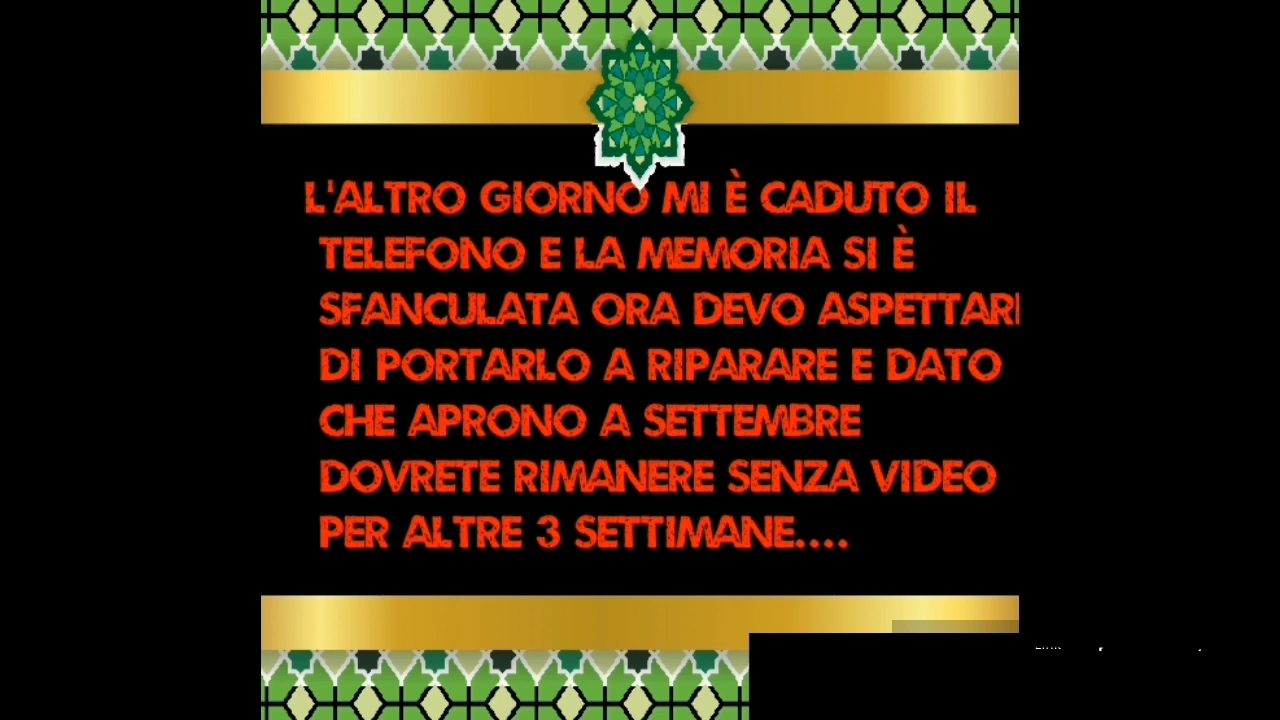 L'ALTRO GIORNO MI È CADUTO IL
TELEFONO E LA MEMORIA SI È
SFANCULATA ORA DEVO ASPETTARE
DI PORTARLO A RIPARARE E DATO
CHE APRONO A SETTEMBRE
DOVRETE RIMANERE SENZA VIDEO
PER ALTRE 3 SETTIMANE....